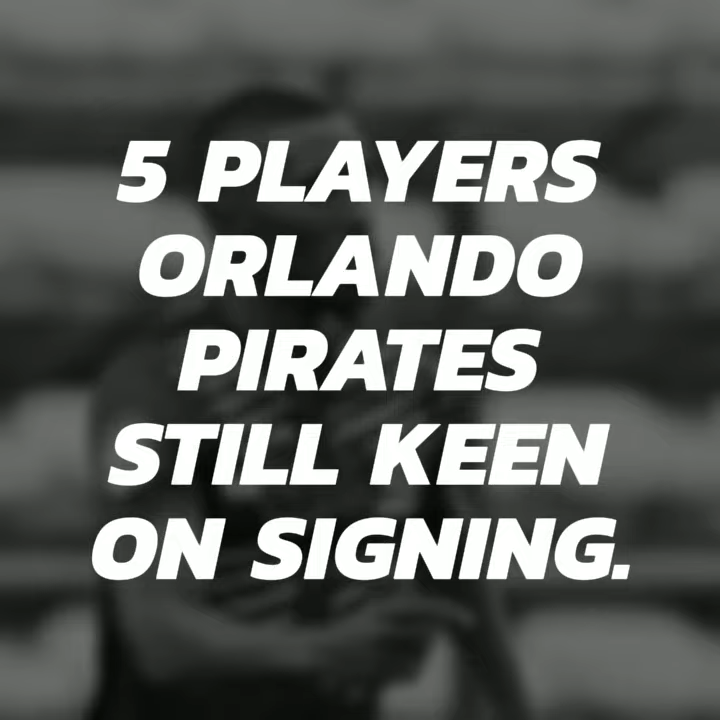 5 PLAYERS
ORLANDO
PIRATES
STILL KEEN
ON SIGNING.